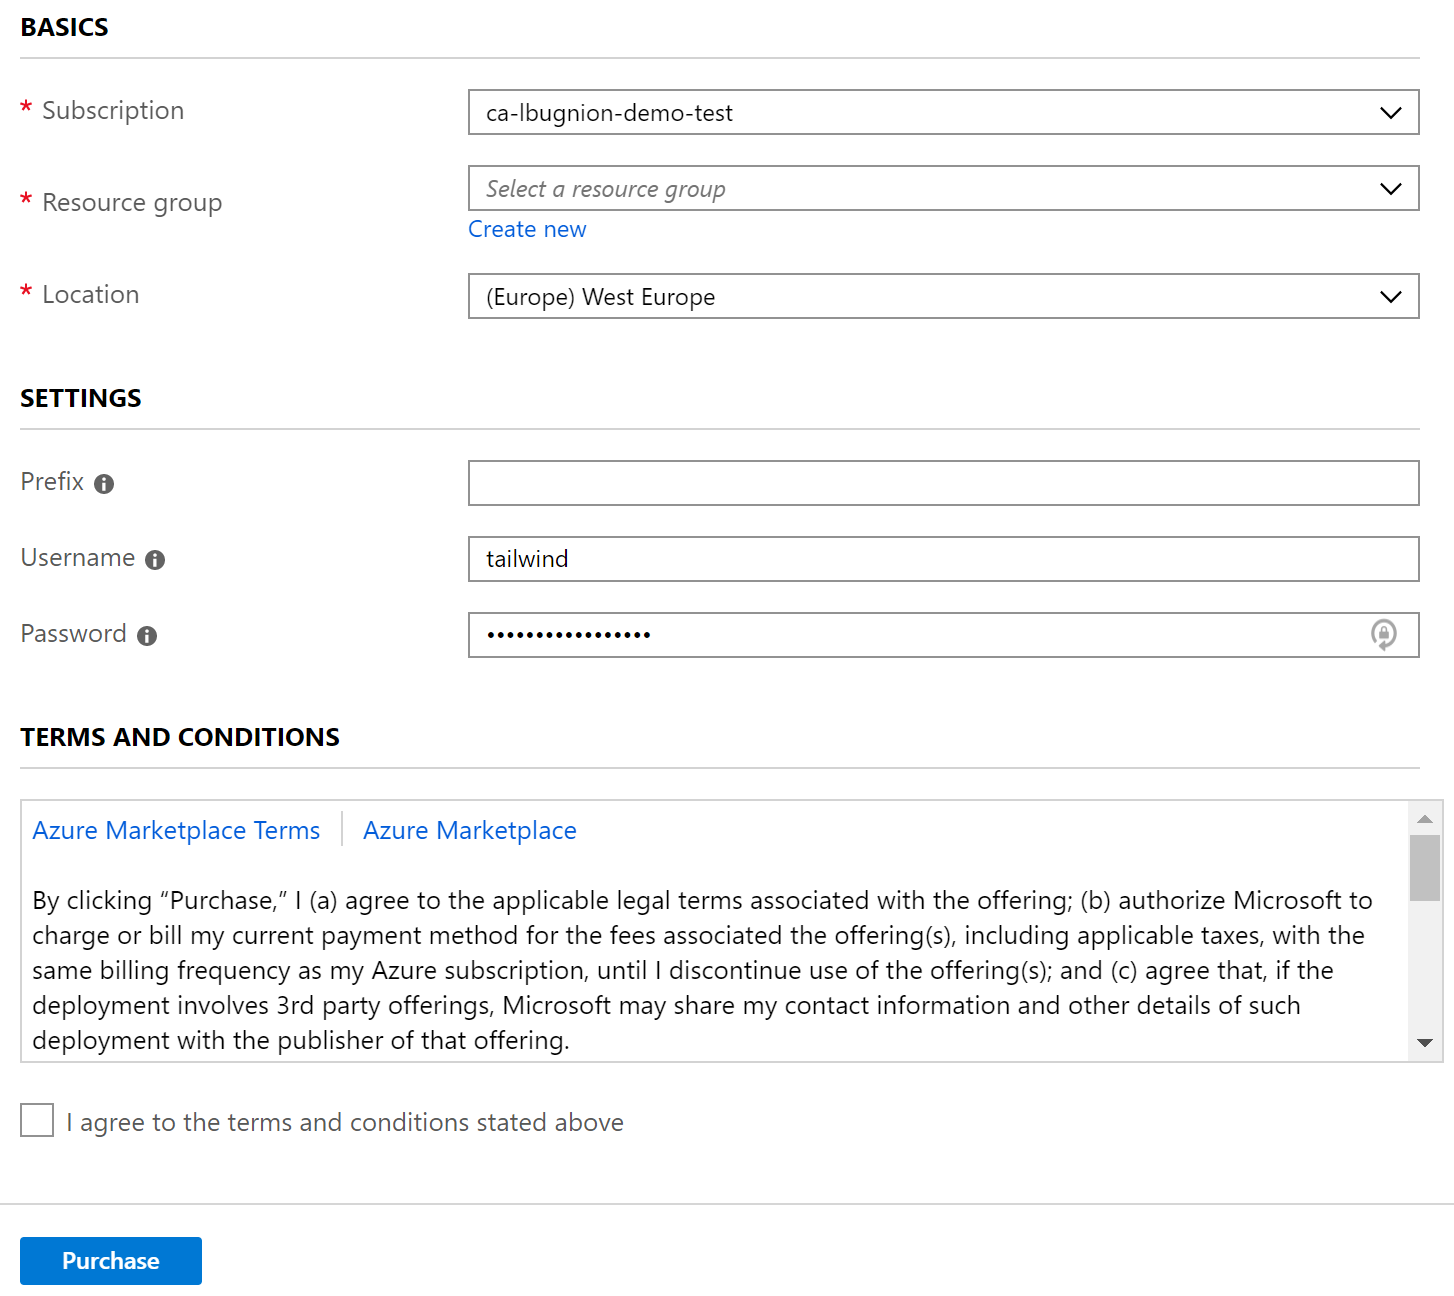 BASICS
* Subscription
ca-lbugnion-demo-test
* Resource group
Select a resource group
Create new
* Location
(Europe) West Europe
SETTINGS
Prefix
Username
tailwind
Password
•••••••••••••••••
TERMS AND CONDITIONS
Azure Marketplace Terms | Azure Marketplace
By clicking “Purchase,” I (a) agree to the applicable legal terms associated with the offering; (b) authorize Microsoft to
charge or bill my current payment method for the fees associated the offering(s), including applicable taxes, with the
same billing frequency as my Azure subscription, until I discontinue use of the offering(s); and (c) agree that, if the
deployment involves 3rd party offerings, Microsoft may share my contact information and other details of such
deployment with the publisher of that offering.
I agree to the terms and conditions stated above
Purchase